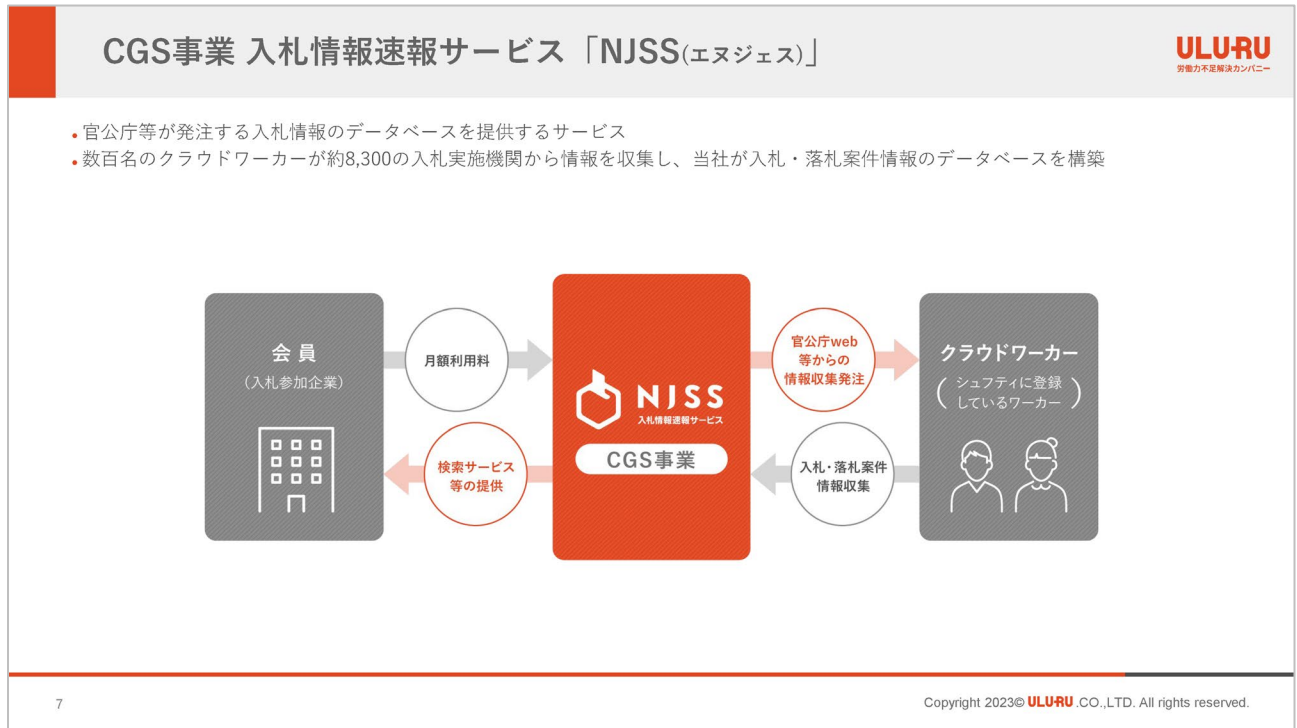 CGS事業 入札情報速報サービス「NJSS(エヌジェス)」
ULURU
労働力不足解決カンパニー
・官公庁等が発注する入札情報のデータベースを提供するサービス
・数百名のクラウドワーカーが約8,300の入札実施機関から情報を収集し、当社が入札・落札案件情報のデータベースを構築
会員
(入札参加企業)
月額利用料
検索サービス
等の提供
NJSS
入札情報速報サービス
CGS事業
官公庁web
等からの
情報収集発注
入札・落札案件
情報収集
クラウドワーカー
(シュフティに登録
しているワーカー)
7
Copyright 2023© ULURU.CO.,LTD. All rights reserved.